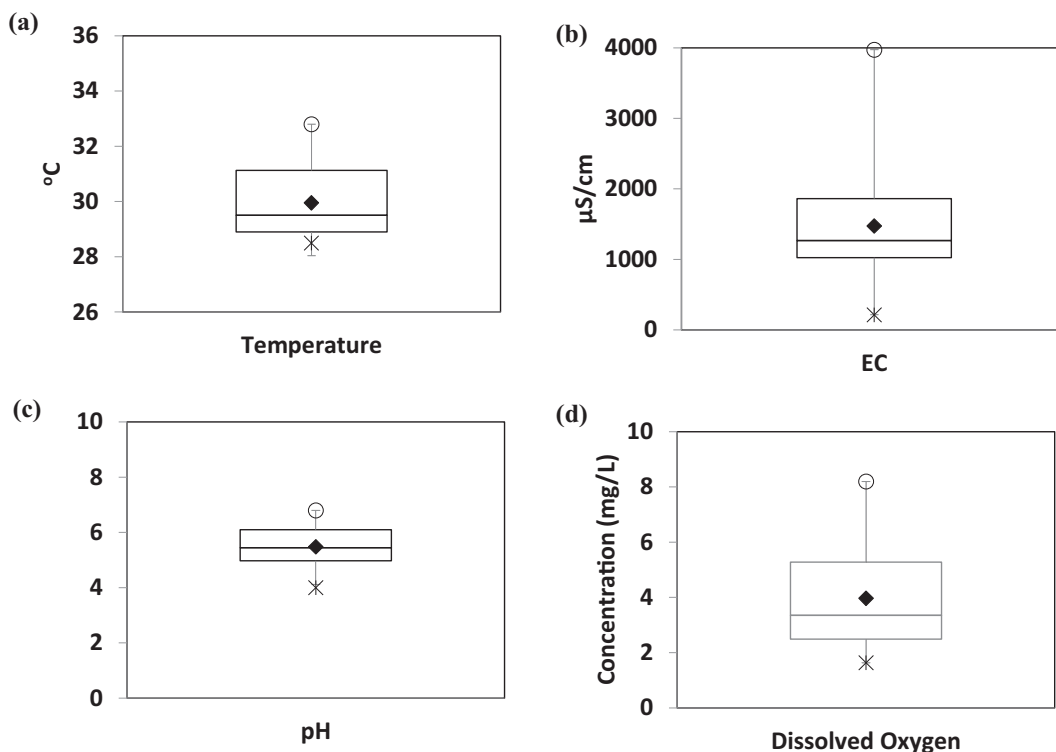 (a)
36
34
32
30
28
26
°C
Temperature
(b)
4000
3000
2000
1000
0
µS/cm
EC
(c)
10
8
6
4
2
0
pH
(d)
10
8
6
4
2
0
Concentration (mg/L)
Dissolved Oxygen